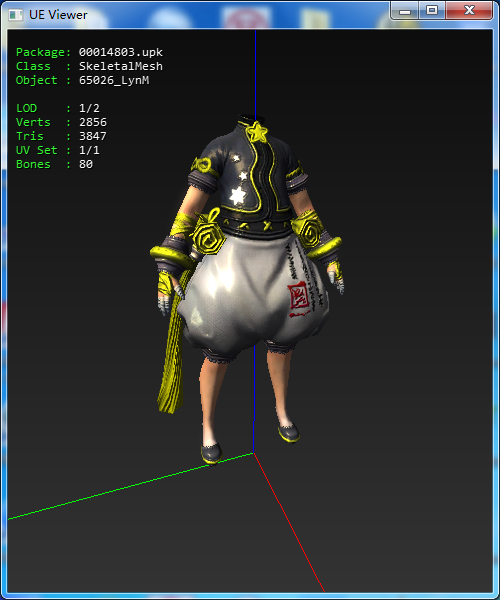 UE Viewer
Package: 00014803.upk
Class : SkeletalMesh
Object : 65026_LynM
LOD : 1/2
Verts : 2856
Tris : 3847
UV Set : 1/1
Bones : 80